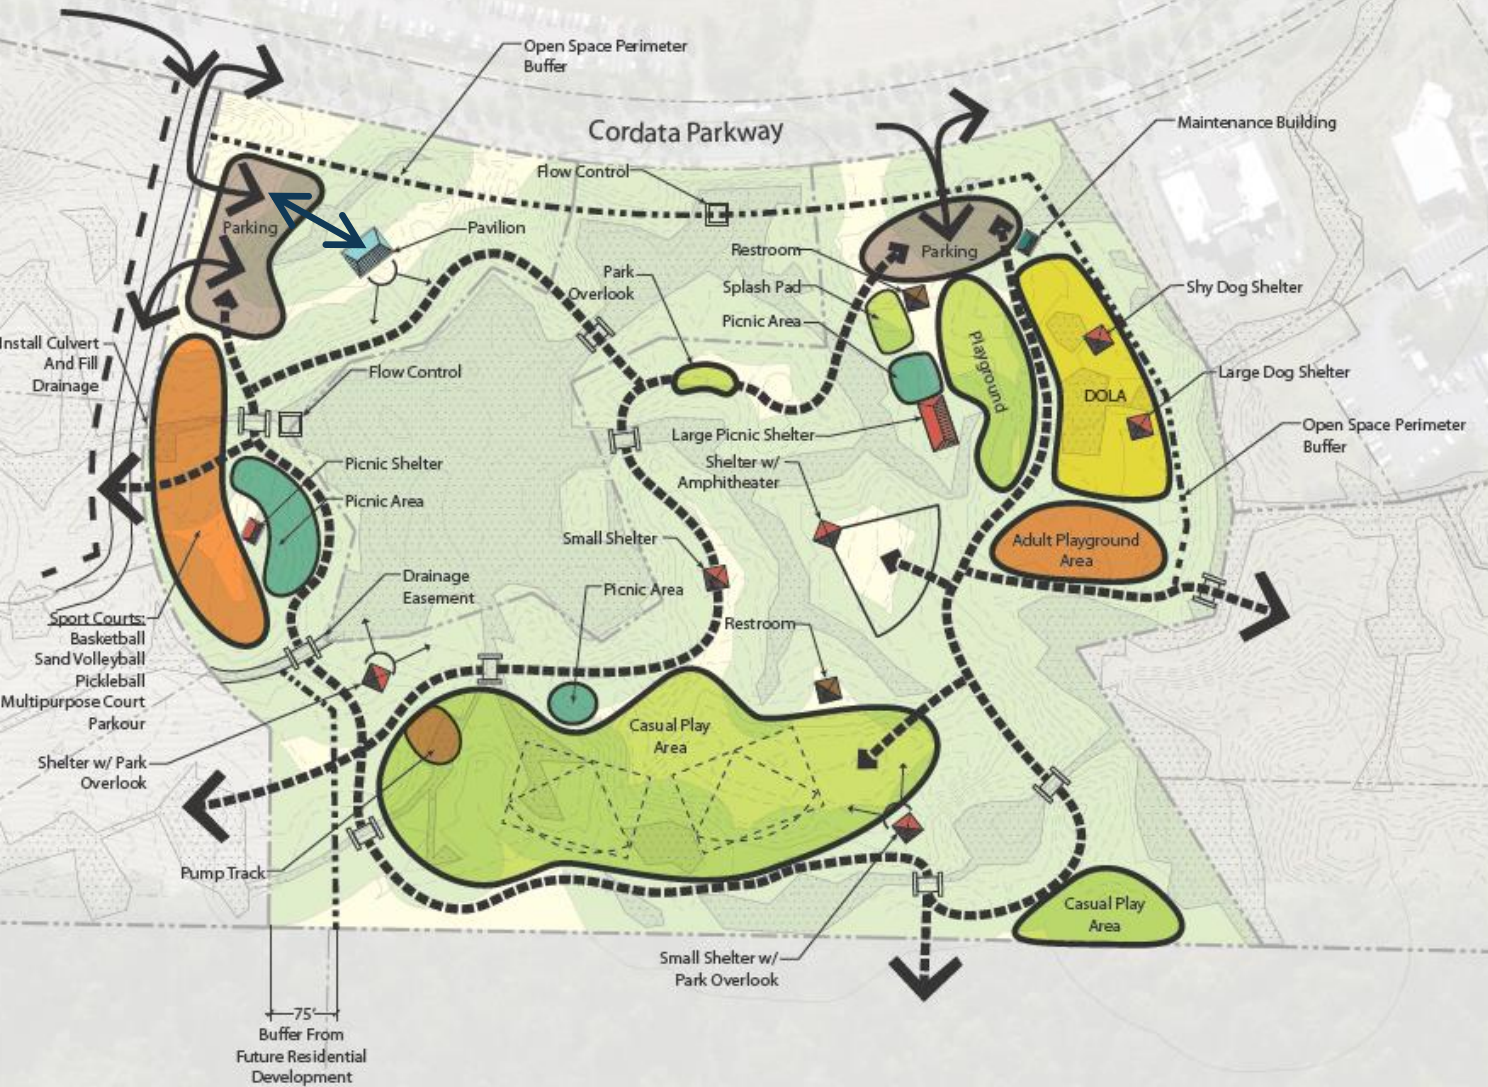 Open Space Perimeter
Buffer
Cordata Parkway
Maintenance Building
Flow Control
Parking
Pavilion
Restroom
Parking
Park
Overlook
Splash Pad
Shy Dog Shelter
Picnic Area
Install Culvert
And Fill
Drainage
Flow Control
Playground
Large Dog Shelter
DOLA
Large Picnic Shelter
Open Space Perimeter
Buffer
Picnic Shelter
Shelter w/
Amphitheater
Picnic Area
Small Shelter
Adult Playground
Area
Drainage
Easement
Picnic Area
Sport Courts:
Basketball
Sand Volleyball
Pickleball
Multipurpose Court
Parkour
Restroom
Casual Play
Area
Shelter w/ Park
Overlook
Pump Track
Casual Play
Area
Small Shelter w/
Park Overlook
75'
Buffer From
Future Residential
Development